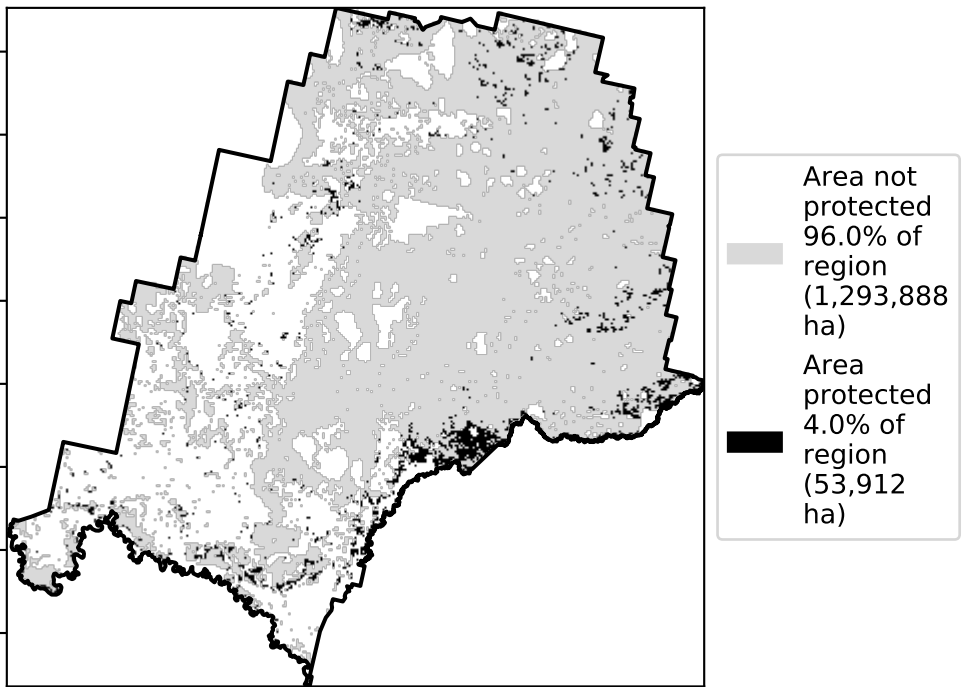 Area not
protected
96.0% of
region
(1,293,888
ha)
Area
protected
4.0% of
region
(53,912
ha)